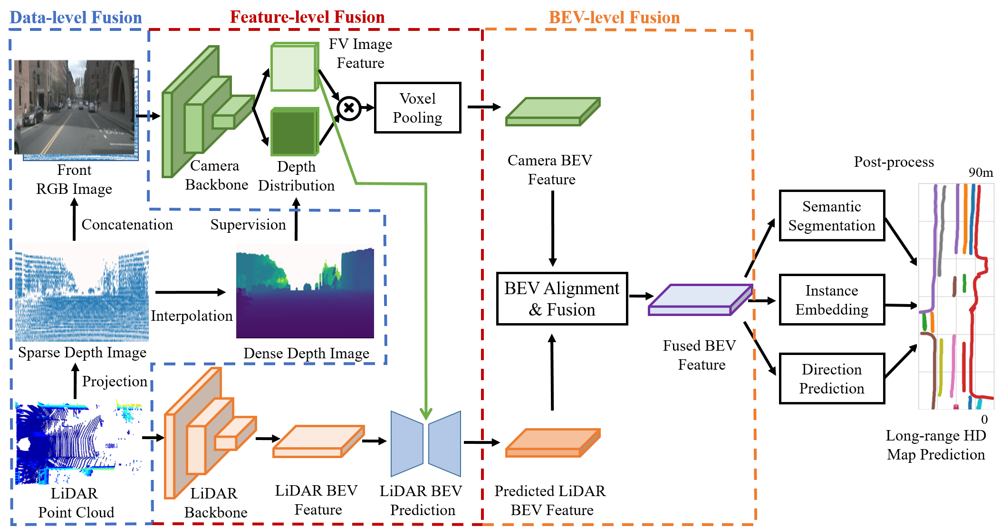 Data-level Fusion
Feature-level Fusion
BEV-level Fusion
FV Image
Feature
Voxel
Pooling
Front
RGB Image
Camera
Backbone
Depth
Distribution
Camera BEV
Feature
Concatenation
Supervision
Interpolation
Sparse Depth Image
Dense Depth Image
Projection
BEV Alignment
& Fusion
Fused BEV
Feature
Post-process
90m
Semantic
Segmentation
Instance
Embedding
Direction
Prediction
0
Long-range HD
Map Prediction
LiDAR
Point Cloud
LiDAR
Backbone
LiDAR BEV
Feature
LiDAR BEV
Prediction
Predicted LiDAR
BEV Feature